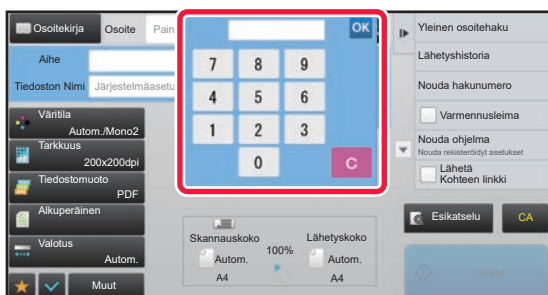 Osoitekirja
Osoite
Pain
OK
Yleinen osoitehaku
Aihe
Lähetyshistoria
Tiedoston Nimi
Järjestelmäasetu
Nouda hakunumero
7 8 9
4 5 6
1 2 3
0 C
Väritila
Autom./Mono2
Varmennusleima
Tarkkuus
200x200dpi
Nouda ohjelma
Nouda rekisteröidyt asetukset
Tiedostomuoto
PDF
Lähetä
Kohteen linkki
Alkuperäinen
Esikatselu
CA
Valotus
Autom.
Skannauskoko
100%
Lähetyskoko
Autom.
A4
Autom.
A4
Muut